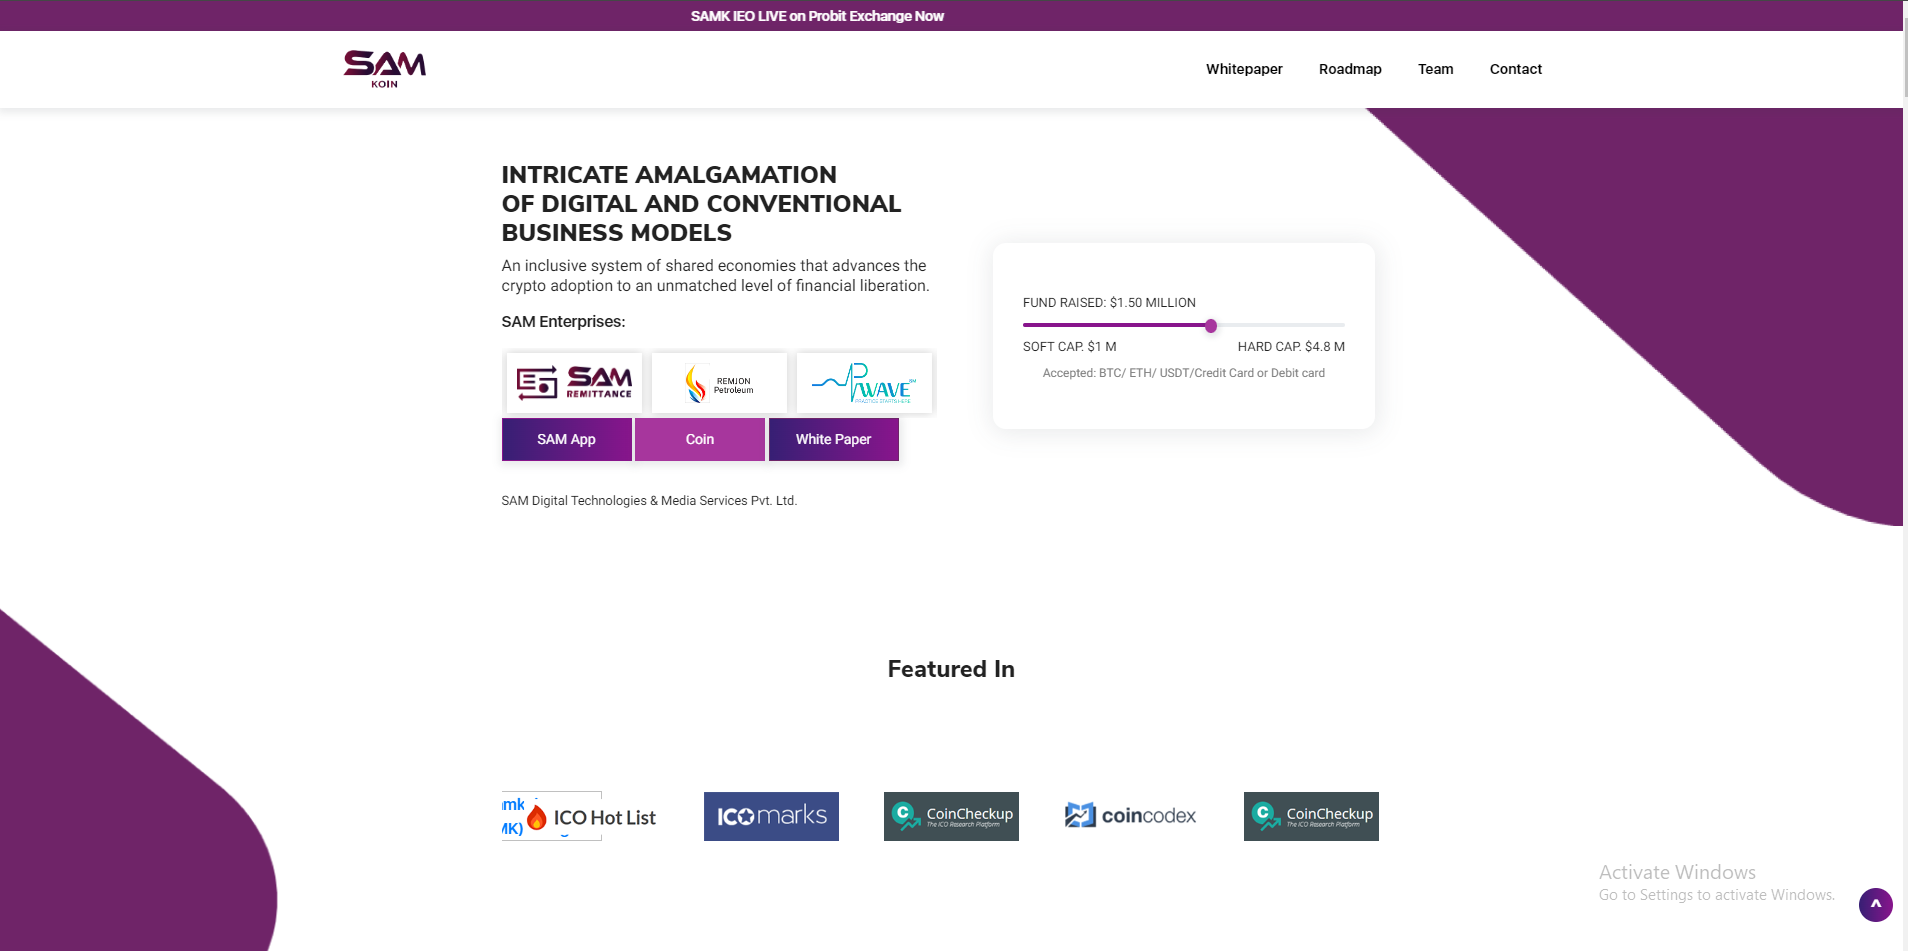 SAMK IEO LIVE on Probit Exchange Now
SAM
KOIN
Whitepaper Roadmap Team Contact
INTRICATE AMALGAMATION
OF DIGITAL AND CONVENTIONAL
BUSINESS MODELS
An inclusive system of shared economies that advances the
crypto adoption to an unmatched level of financial liberation.
SAM Enterprises:
SAM
REMITTANCE
REMJON
Petroleum
PWAVE
SAM App Coin White Paper
SAM Digital Technologies & Media Services Pvt. Ltd.
FUND RAISED: $1.50 MILLION
SOFT CAP. $1 M HARD CAP. $4.8 M
Accepted: BTC/ ETH/ USDT/Credit Card or Debit card
Featured In
ICO Hot List
ICOmarks
CoinCheckup
The ICO Research Platform
coincodex
CoinCheckup
The ICO Research Platform
Activate Windows
Go to Settings to activate Windows.